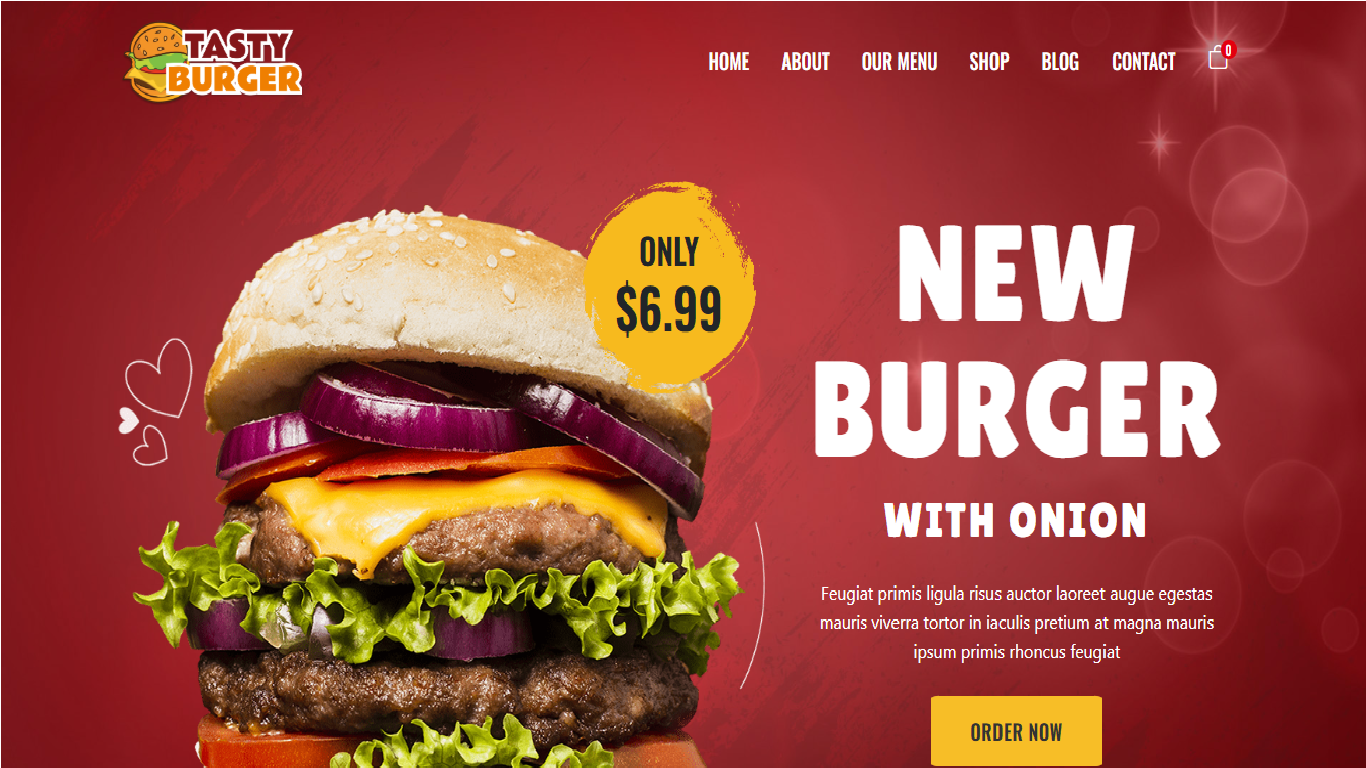 TASTY
BURGER
HOME ABOUT OUR MENU SHOP BLOG CONTACT 0
ONLY
$6.99
NEW
BURGER
WITH ONION
Feugiat primis ligula risus auctor laoreet augue egestas
mauris viverra tortor in iaculis pretium at magna mauris
ipsum primis rhoncus feugiat
ORDER NOW